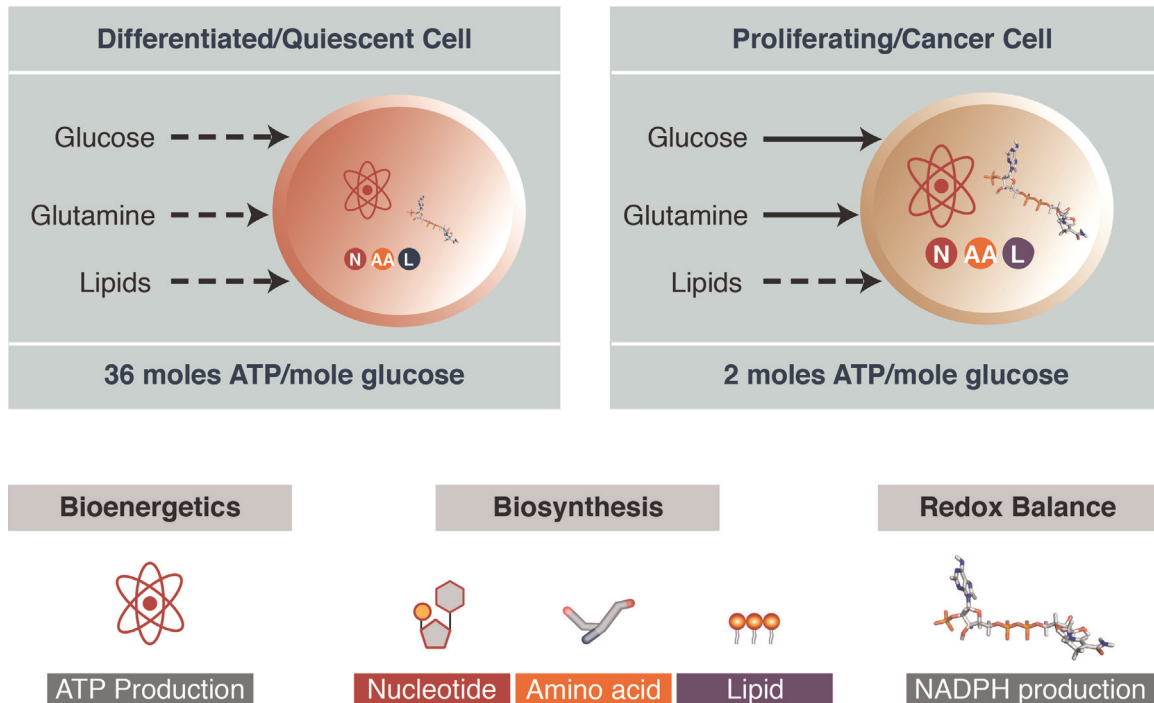 Differentiated/Quiescent Cell
Glucose
Glutamine
Lipids
N AA L
36 moles ATP/mole glucose
Proliferating/Cancer Cell
Glucose
Glutamine
Lipids
N AA L
2 moles ATP/mole glucose
Bioenergetics
ATP Production
Biosynthesis
Nucleotide
Amino acid
Lipid
Redox Balance
NADPH production